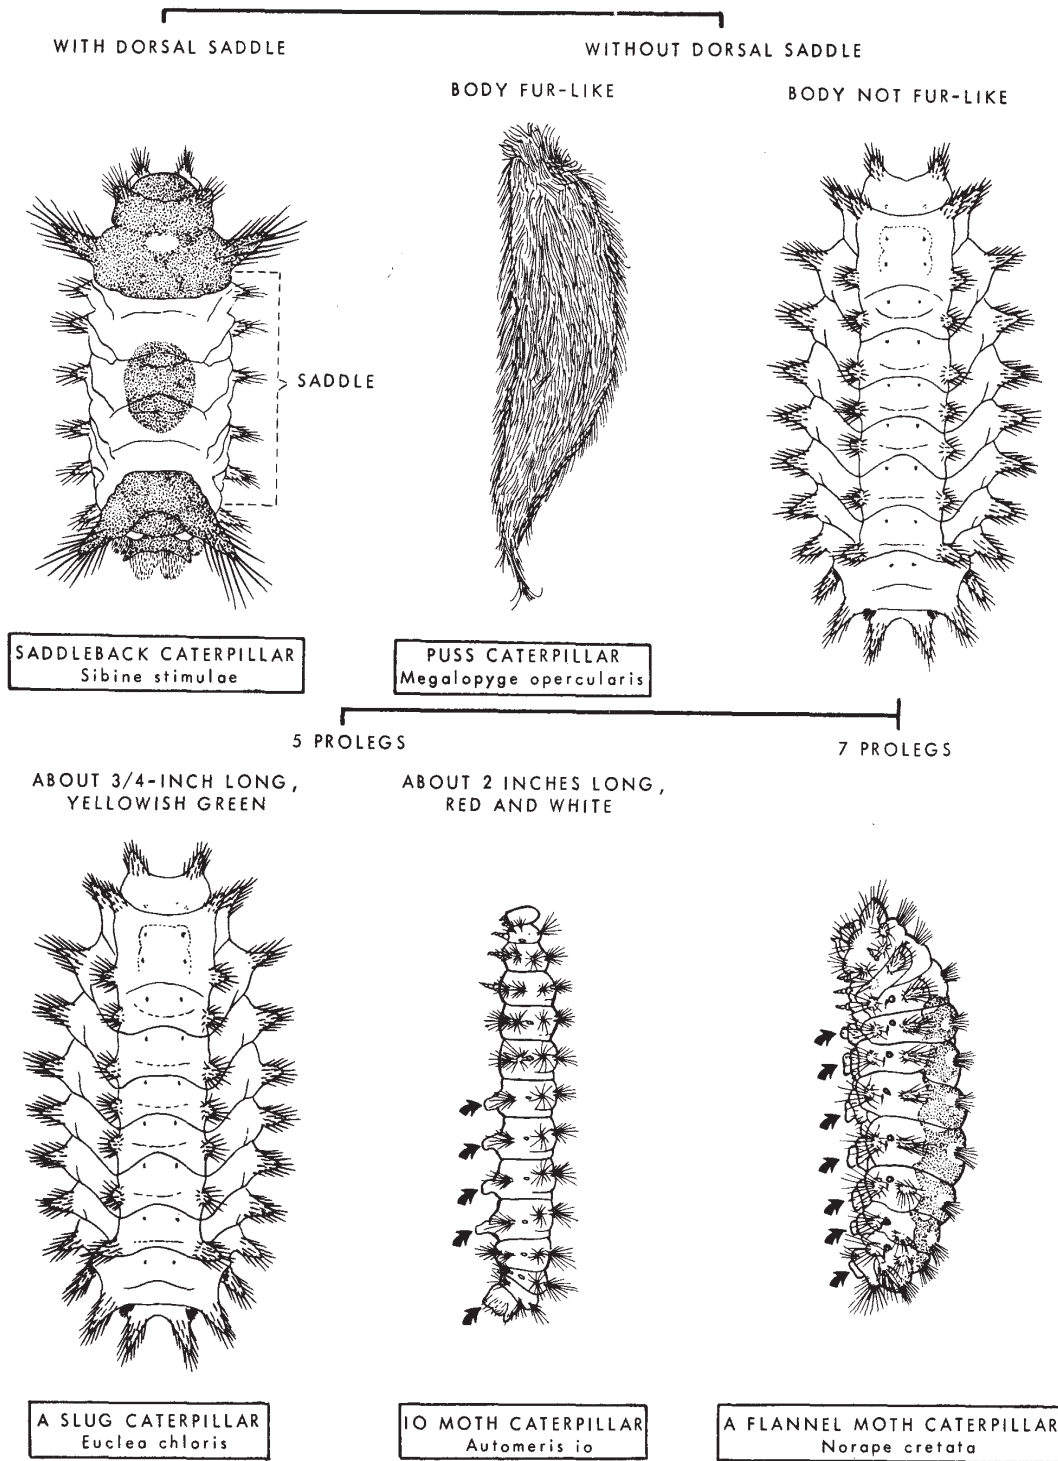 WITH DORSAL SADDLE
WITHOUT DORSAL SADDLE
BODY FUR-LIKE
BODY NOT FUR-LIKE
SADDLE
SADDLEBACK CATERPILLAR
Sibine stimulae
PUSS CATERPILLAR
Megalopyge opercularis
5 PROLEGS
7 PROLEGS
ABOUT 3/4-INCH LONG,
YELLOWISH GREEN
ABOUT 2 INCHES LONG,
RED AND WHITE
A SLUG CATERPILLAR
Euclea chloris
IO MOTH CATERPILLAR
Automeris io
A FLANNEL MOTH CATERPILLAR
Norape cretata